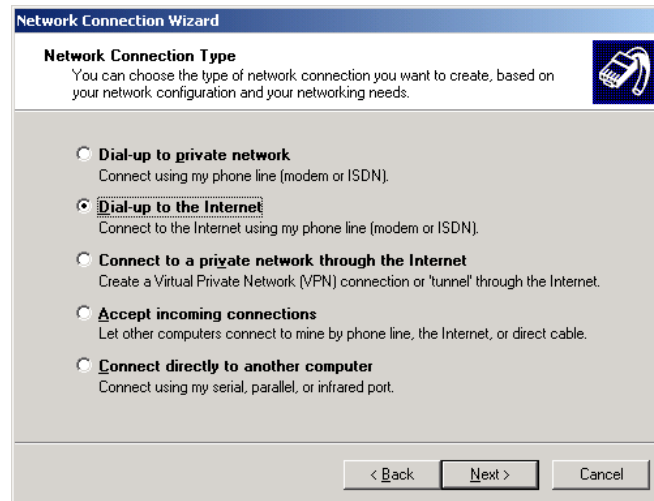 Network Connection Wizard
Network Connection Type
You can choose the type of network connection you want to create, based on
your network configuration and your networking needs.
Dial-up to private network
Connect using my phone line (modem or ISDN).
Dial-up to the Internet
Connect to the Internet using my phone line (modem or ISDN).
Connect to a private network through the Internet
Create a Virtual Private Network (VPN) connection or 'tunnel' through the Internet.
Accept incoming connections
Let other computers connect to mine by phone line, the Internet, or direct cable.
Connect directly to another computer
Connect using my serial, parallel, or infrared port.
< Back Next > Cancel